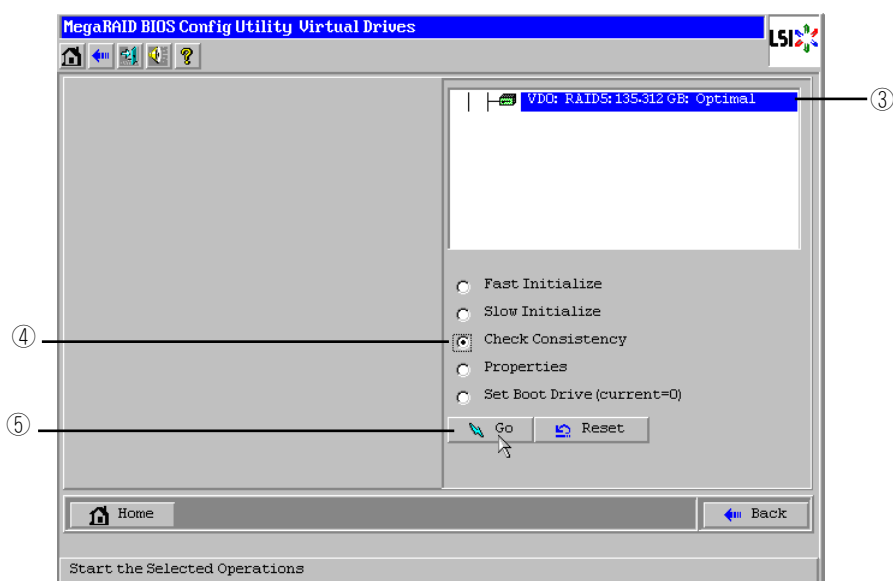 MegaRAID BIOS Config Utility Virtual Drives
LSI
VD0: RAID5:135.312 GB: Optimal
③
Fast Initialize
Slow Initialize
④
Check Consistency
Properties
Set Boot Drive (current=0)
⑤
Go
Reset
Home
Back
Start the Selected Operations